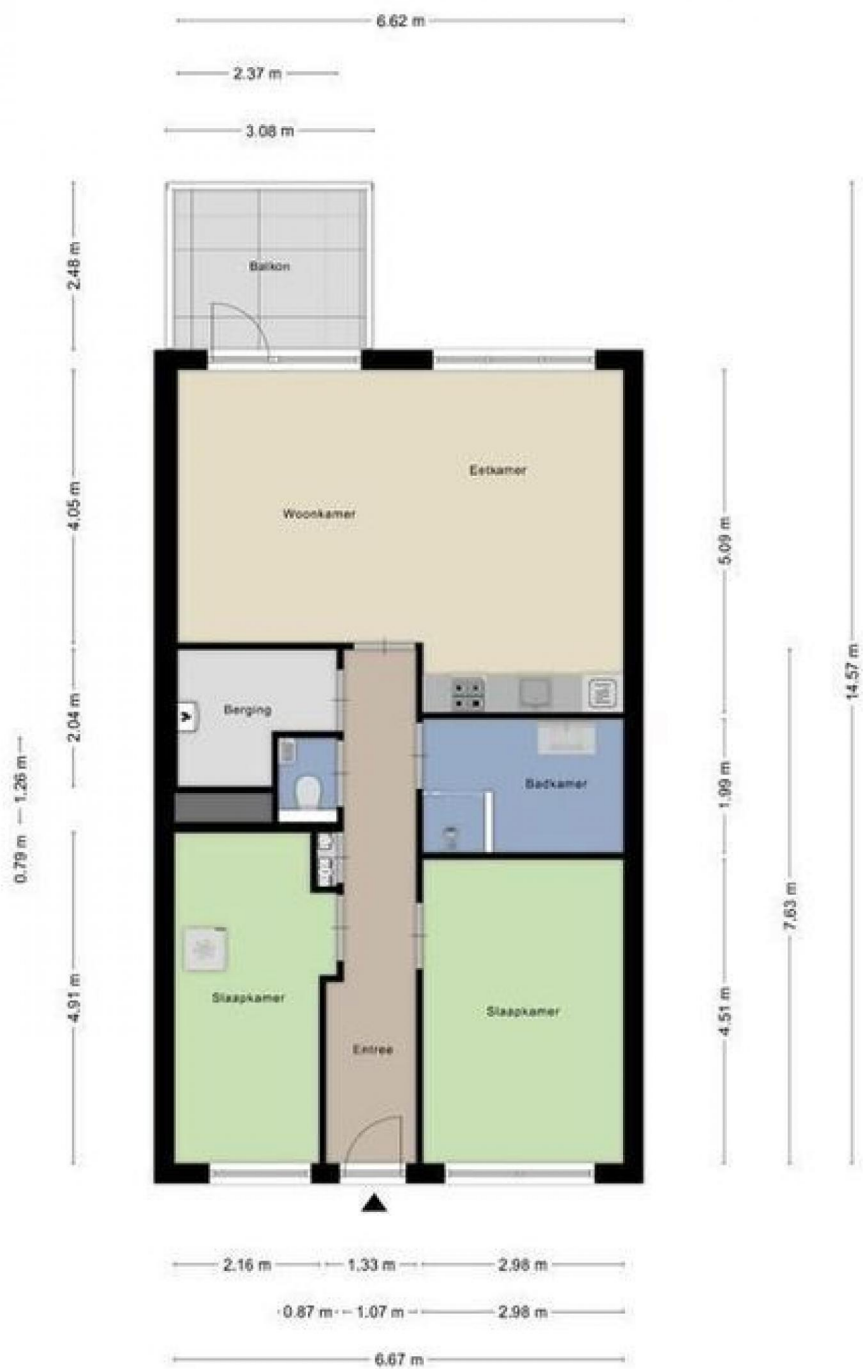 6.62 m
2.37 m
3.08 m
2.48 m
Balkon
4.05 m
Eetkamer
Woonkamer
5.09 m
14.57 m
2.04 m
Berging
0.79 m
1.26 m
Badkamer
1.99 m
7.63 m
4.91 m
Slaapkamer
Slaapkamer
4.51 m
Entree
2.16 m
1.33 m
2.98 m
0.87 m
1.07 m
2.98 m
6.67 m